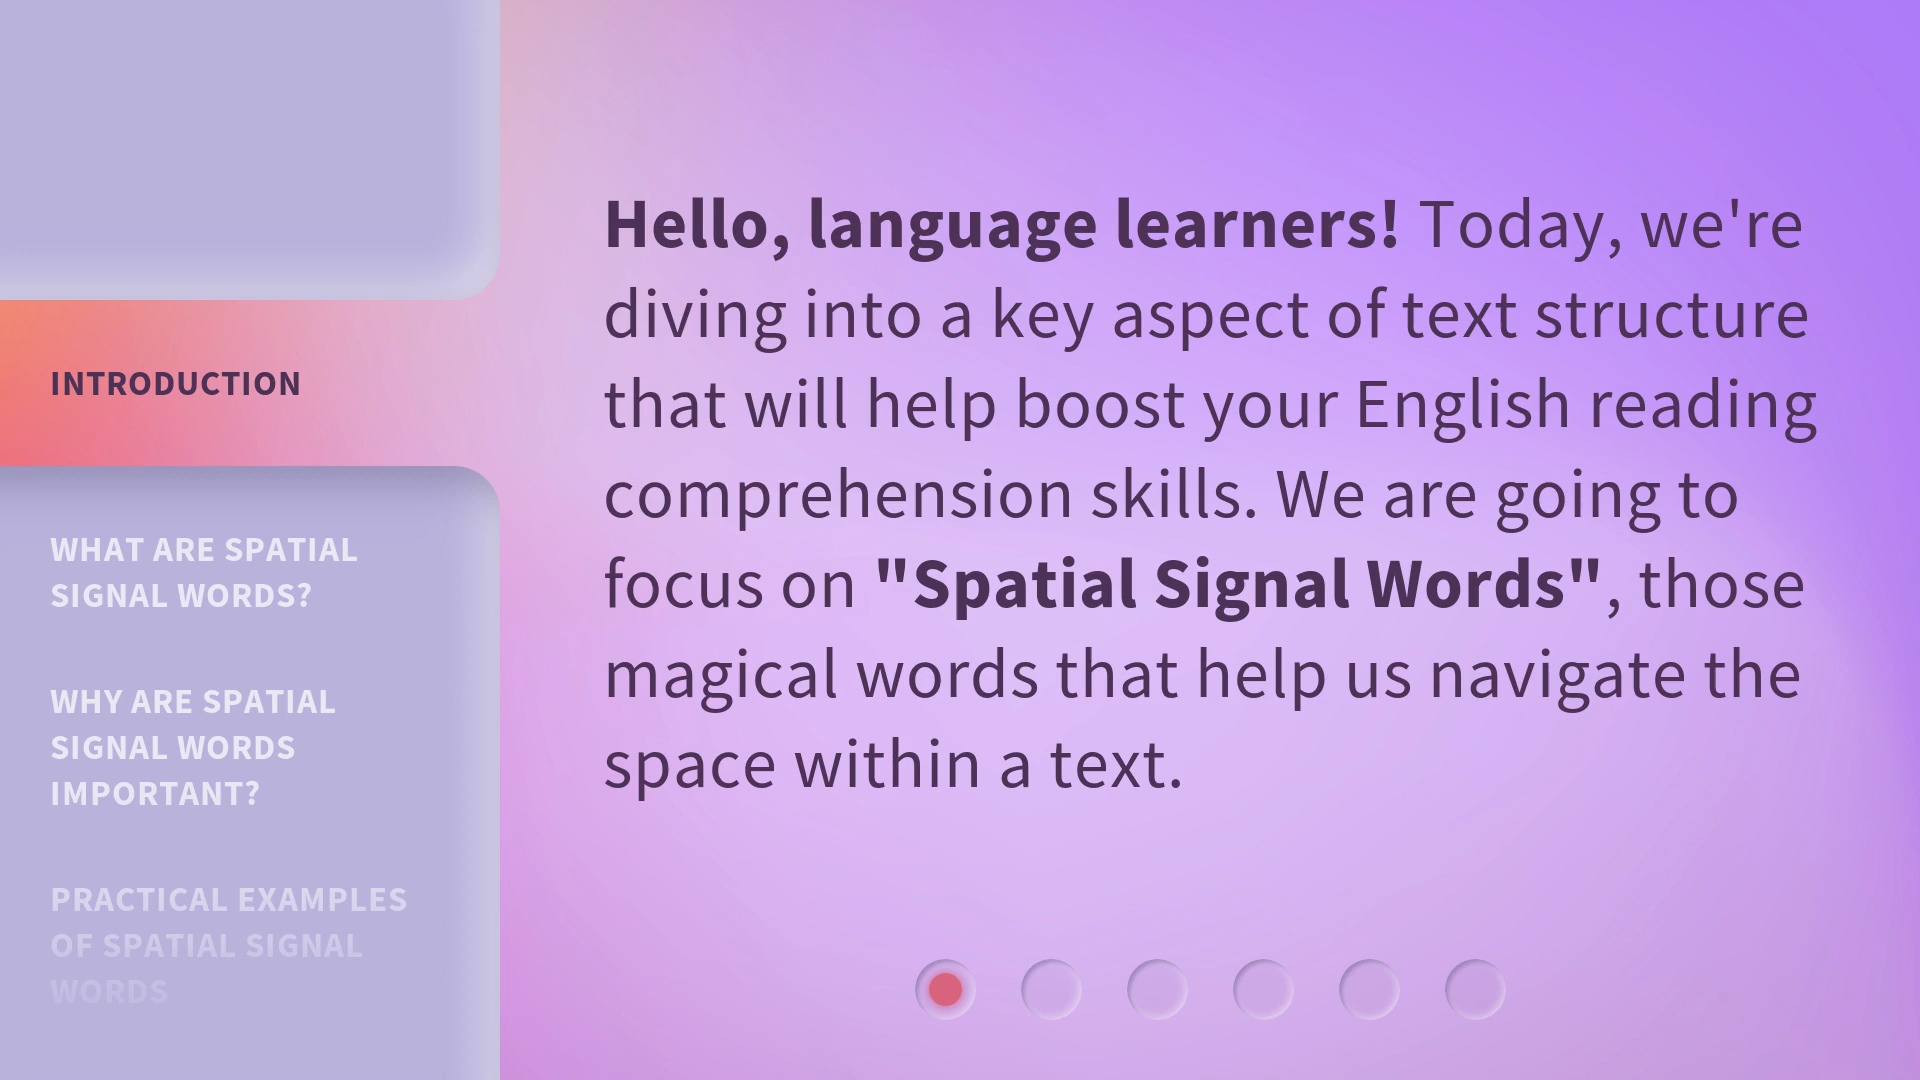 INTRODUCTION
WHAT ARE SPATIAL
SIGNAL WORDS?
WHY ARE SPATIAL
SIGNAL WORDS
IMPORTANT?
PRACTICAL EXAMPLES
OF SPATIAL SIGNAL
WORDS
Hello, language learners! Today, we're
diving into a key aspect of text structure
that will help boost your English reading
comprehension skills. We are going to
focus on "Spatial Signal Words", those
magical words that help us navigate the
space within a text.